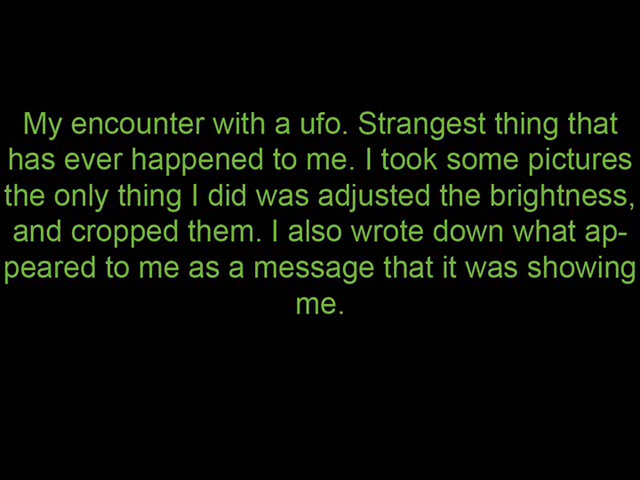 My encounter with a ufo. Strangest thing that
has ever happened to me. I took some pictures
the only thing I did was adjusted the brightness,
and cropped them. I also wrote down what ap-
peared to me as a message that it was showing
me.